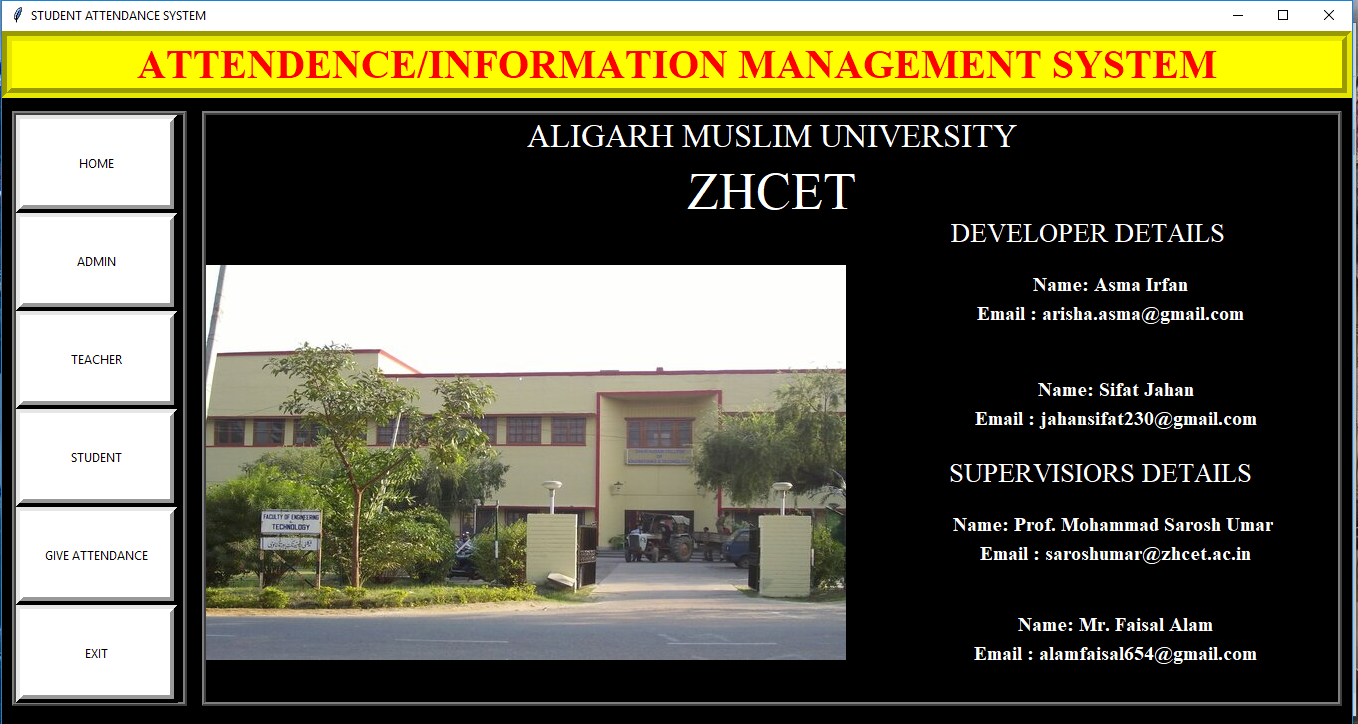 STUDENT ATTENDANCE SYSTEM
ATTENDENCE/INFORMATION MANAGEMENT SYSTEM
HOME
ADMIN
TEACHER
STUDENT
GIVE ATTENDANCE
EXIT
ALIGARH MUSLIM UNIVERSITY
ZHCET
FACULTY OF ENGINEERING
TECHNOLOGY
DEVELOPER DETAILS
Name: Asma Irfan
Email : arisha.asma@gmail.com
Name: Sifat Jahan
Email : jahansifat230@gmail.com
SUPERVISIORS DETAILS
Name: Prof. Mohammad Sarosh Umar
Email : saroshumar@zhcet.ac.in
Name: Mr. Faisal Alam
Email : alamfaisal654@gmail.com